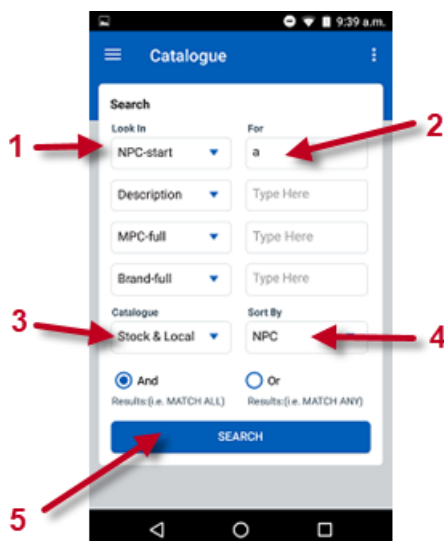 9:39 a.m.
Catalogue
Search
Look In For
1 NPC-start a 2
Description Type Here
MPC-full Type Here
Brand-full Type Here
Catalogue Sort By
3 Stock & Local NPC 4
And Or
Results:(i.e. MATCH ALL) Results:(i.e. MATCH ANY)
SEARCH
5